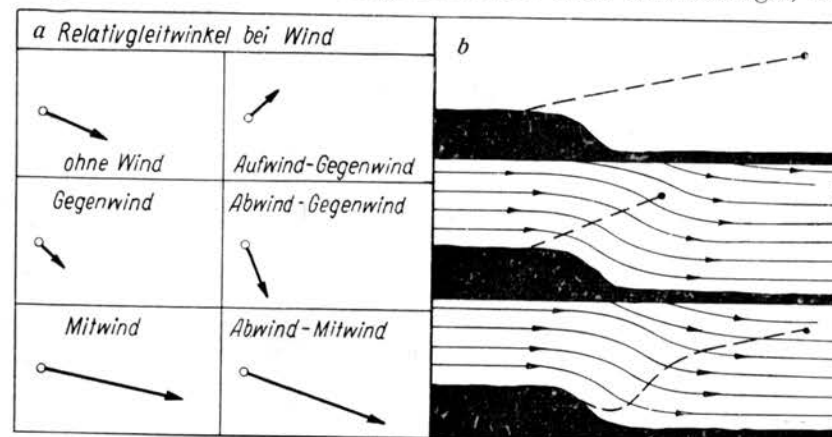 a Relativgleitwinkel bei Wind
b
ohne Wind
Aufwind-Gegenwind
Gegenwind
Abwind-Gegenwind
Mitwind
Abwind-Mitwind